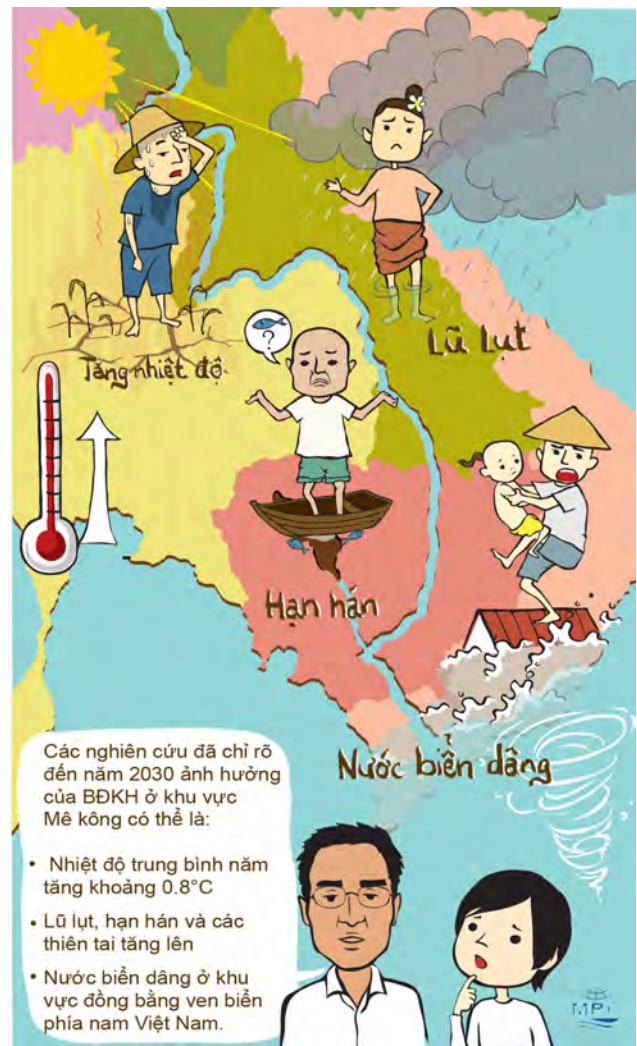 Lũ lụt
?
Tăng nhiệt độ
Hạn hán
Nước biển dâng
Các nghiên cứu đã chỉ rõ
đến năm 2030 ảnh hưởng
của BĐKH ở khu vực
Mê kông có thể là:
• Nhiệt độ trung bình năm
tăng khoảng 0.8°C
• Lũ lụt, hạn hán và các
thiên tai tăng lên
• Nước biển dâng ở khu
vực đồng bằng ven biển
phía nam Việt Nam.